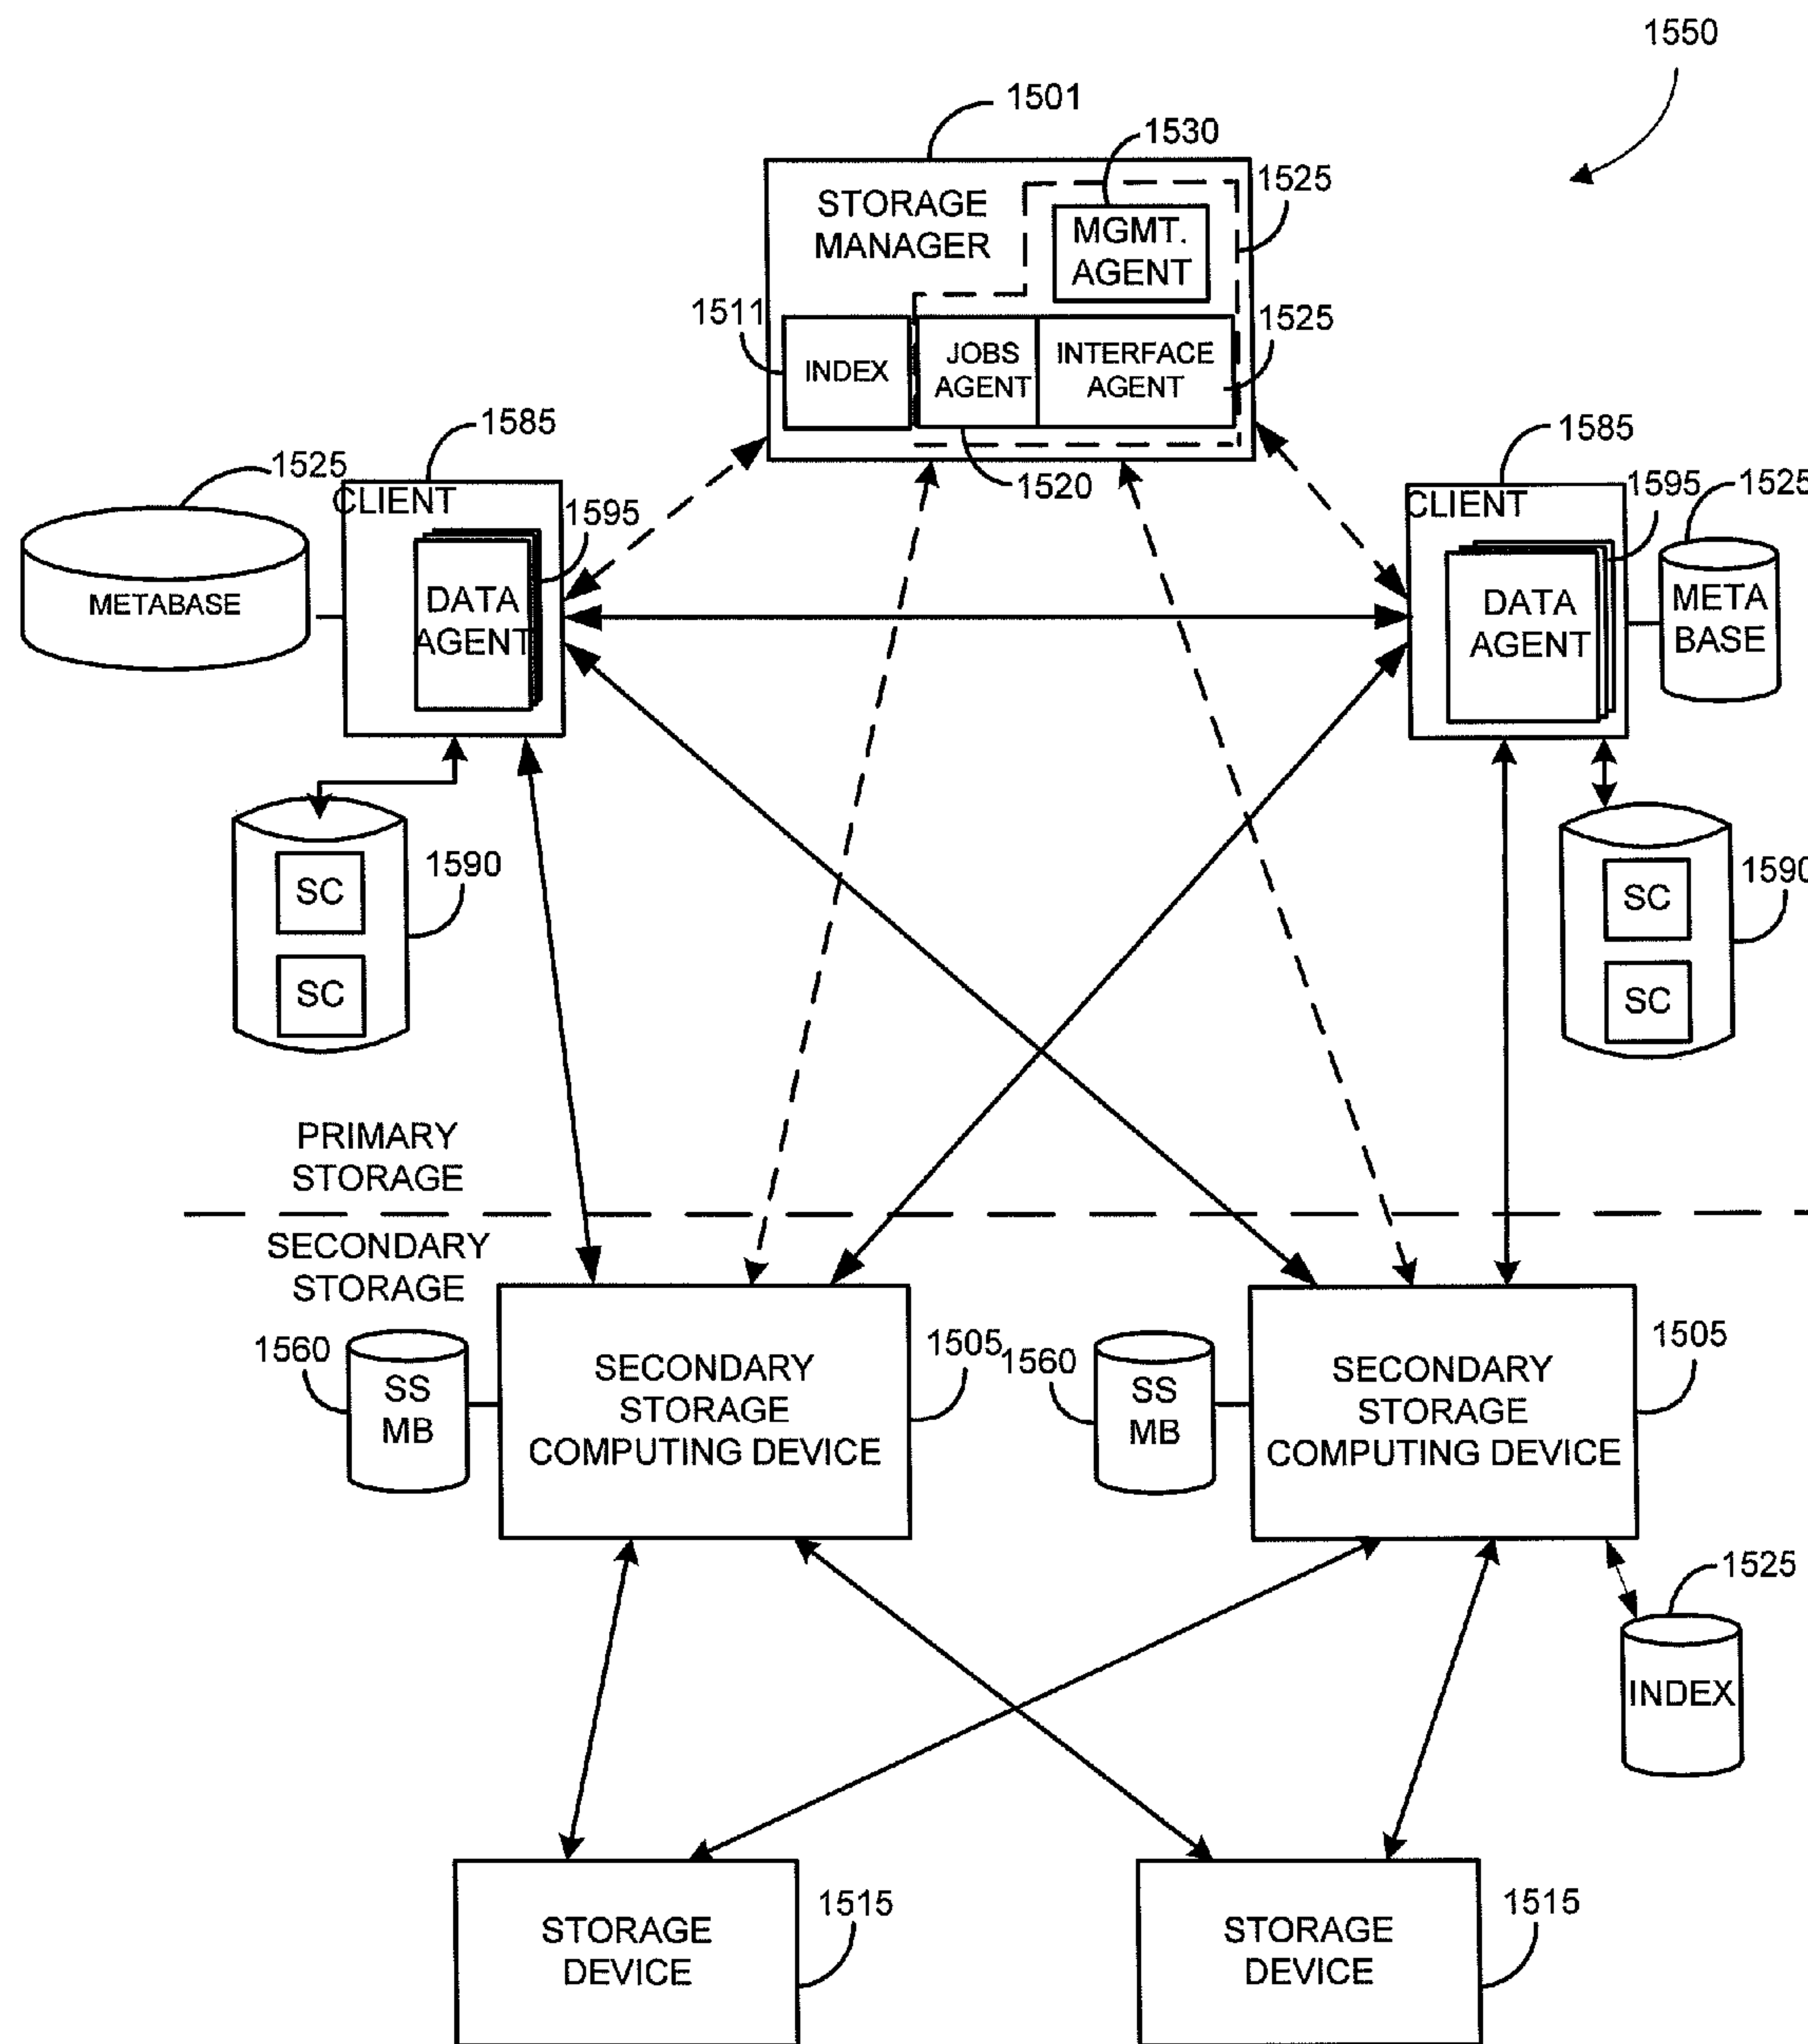 1550
1501
1530
1525
STORAGE
MANAGER
MGMT.
AGENT
1511
1525
INDEX
JOBS
AGENT
INTERFACE
AGENT
1520
1585
1585
1525
CLIENT
1595
CLIENT
1595
1525
METABASE
DATA
AGENT
DATA
AGENT
META
BASE
SC
1590
SC
SC
1590
SC
PRIMARY
STORAGE
SECONDARY
STORAGE
1560
SS
MB
SECONDARY
STORAGE
COMPUTING DEVICE
1505
1560
SS
MB
SECONDARY
STORAGE
COMPUTING DEVICE
1505
1525
INDEX
STORAGE
DEVICE
1515
STORAGE
DEVICE
1515